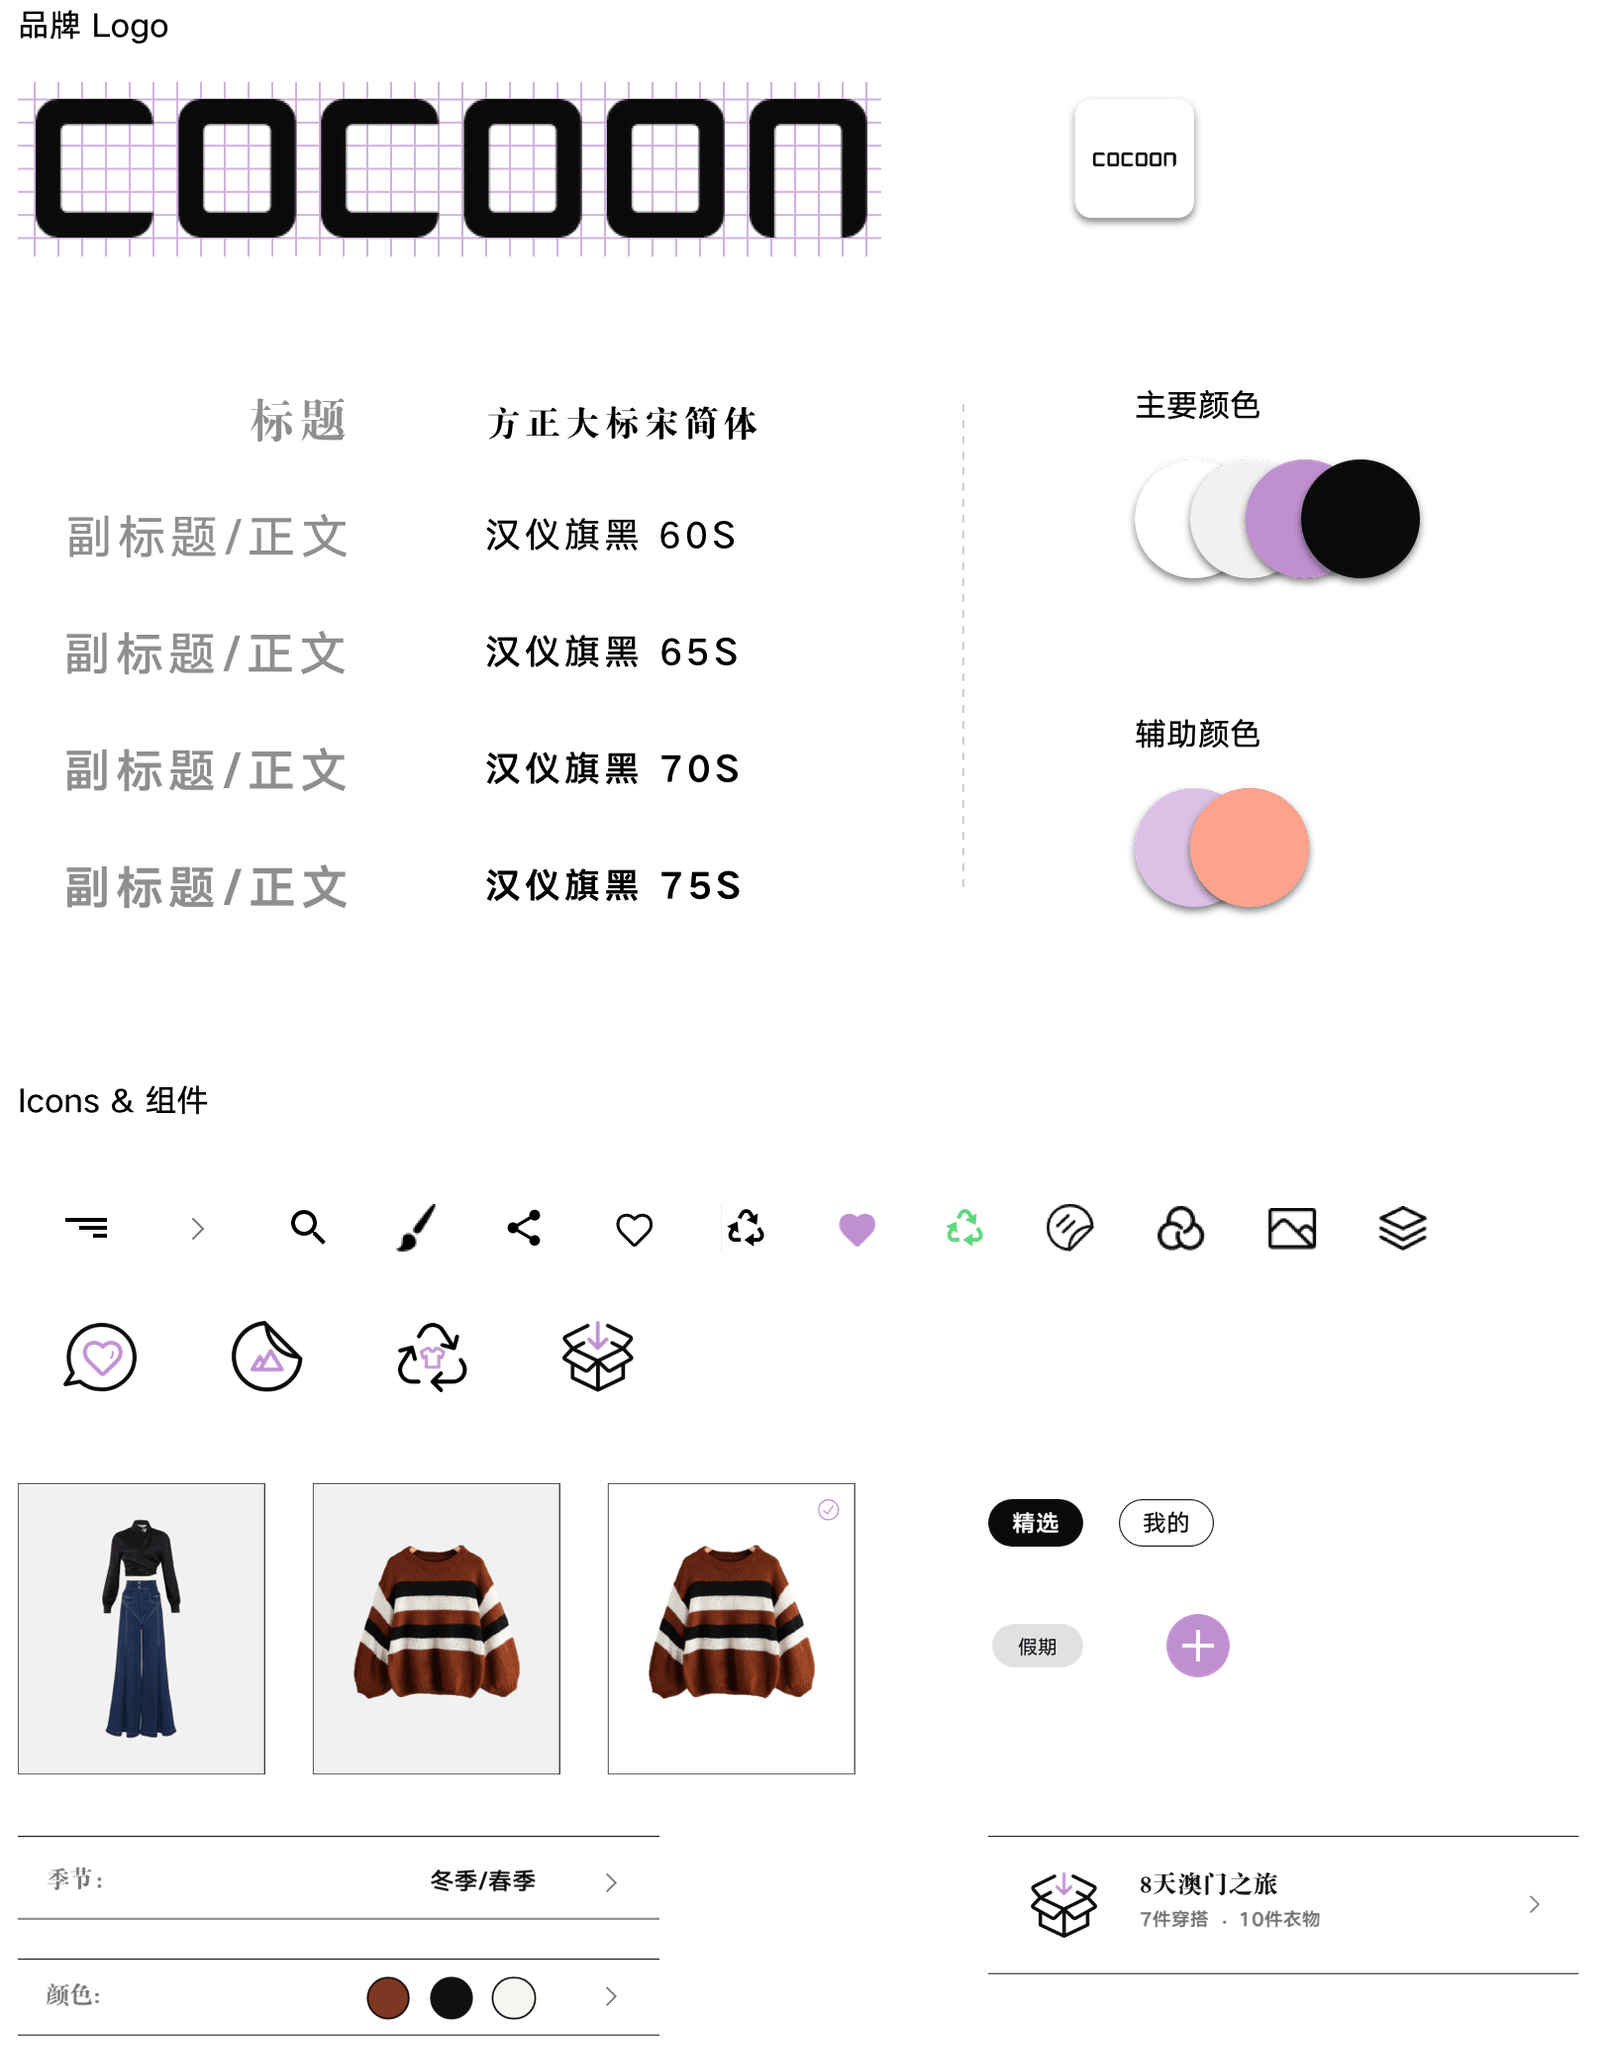 品牌 Logo
cocoon
cocoon
标题 方正大标宋简体
副标题/正文 汉仪旗黑 60S
副标题/正文 汉仪旗黑 65S
副标题/正文 汉仪旗黑 70S
副标题/正文 汉仪旗黑 75S
主要颜色
辅助颜色
Icons & 组件
精选 我的
假期
季节: 冬季/春季
颜色:
8天澳门之旅
7件穿搭 · 10件衣物